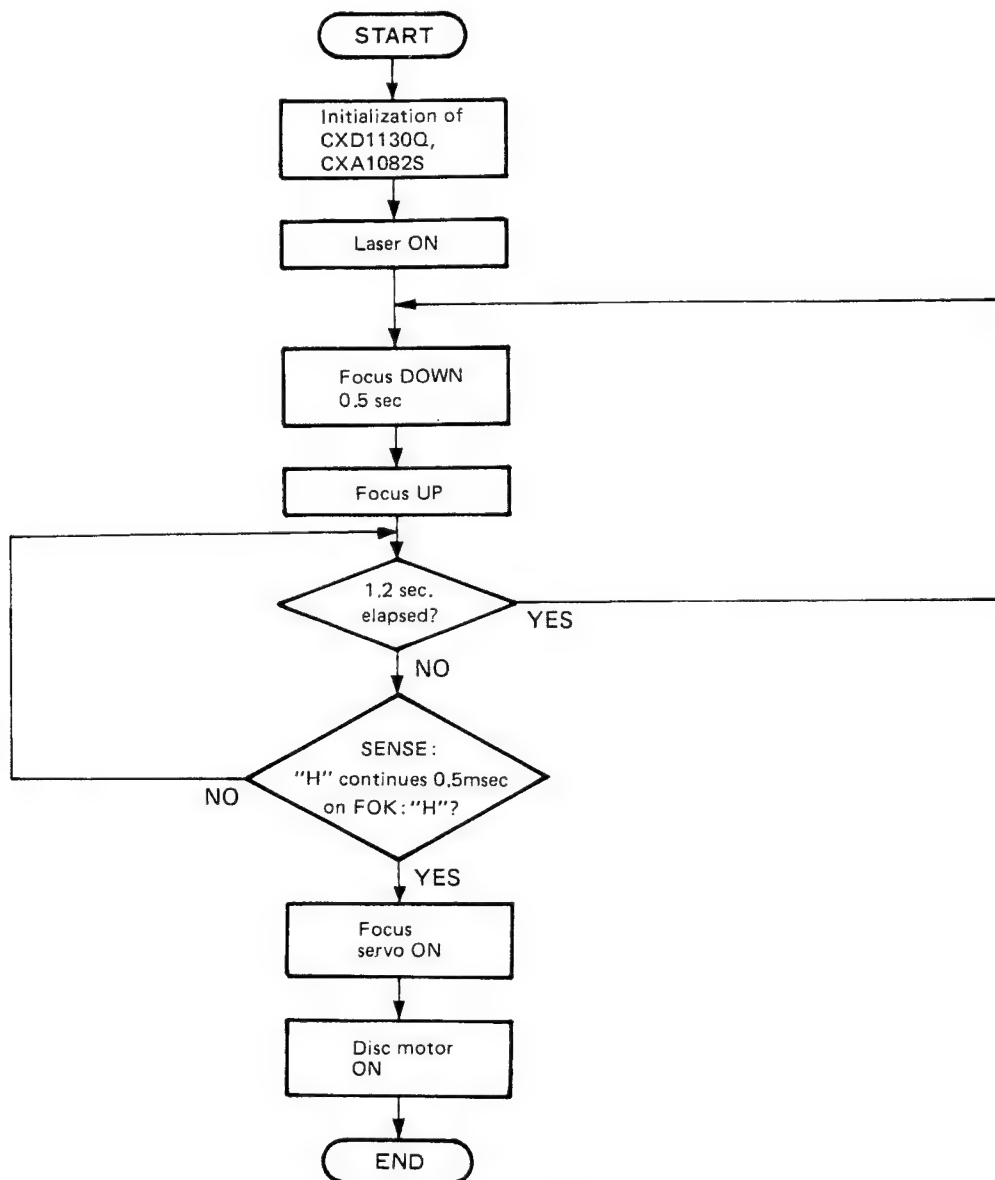 START
Initialization of
CXD1130Q,
CXA1082S
Laser ON
Focus DOWN
0.5 sec
Focus UP
1.2 sec.
elapsed?
YES
NO
SENSE:
"H" continues 0.5msec
on FOK: "H"?
NO
YES
Focus
servo ON
Disc motor
ON
END